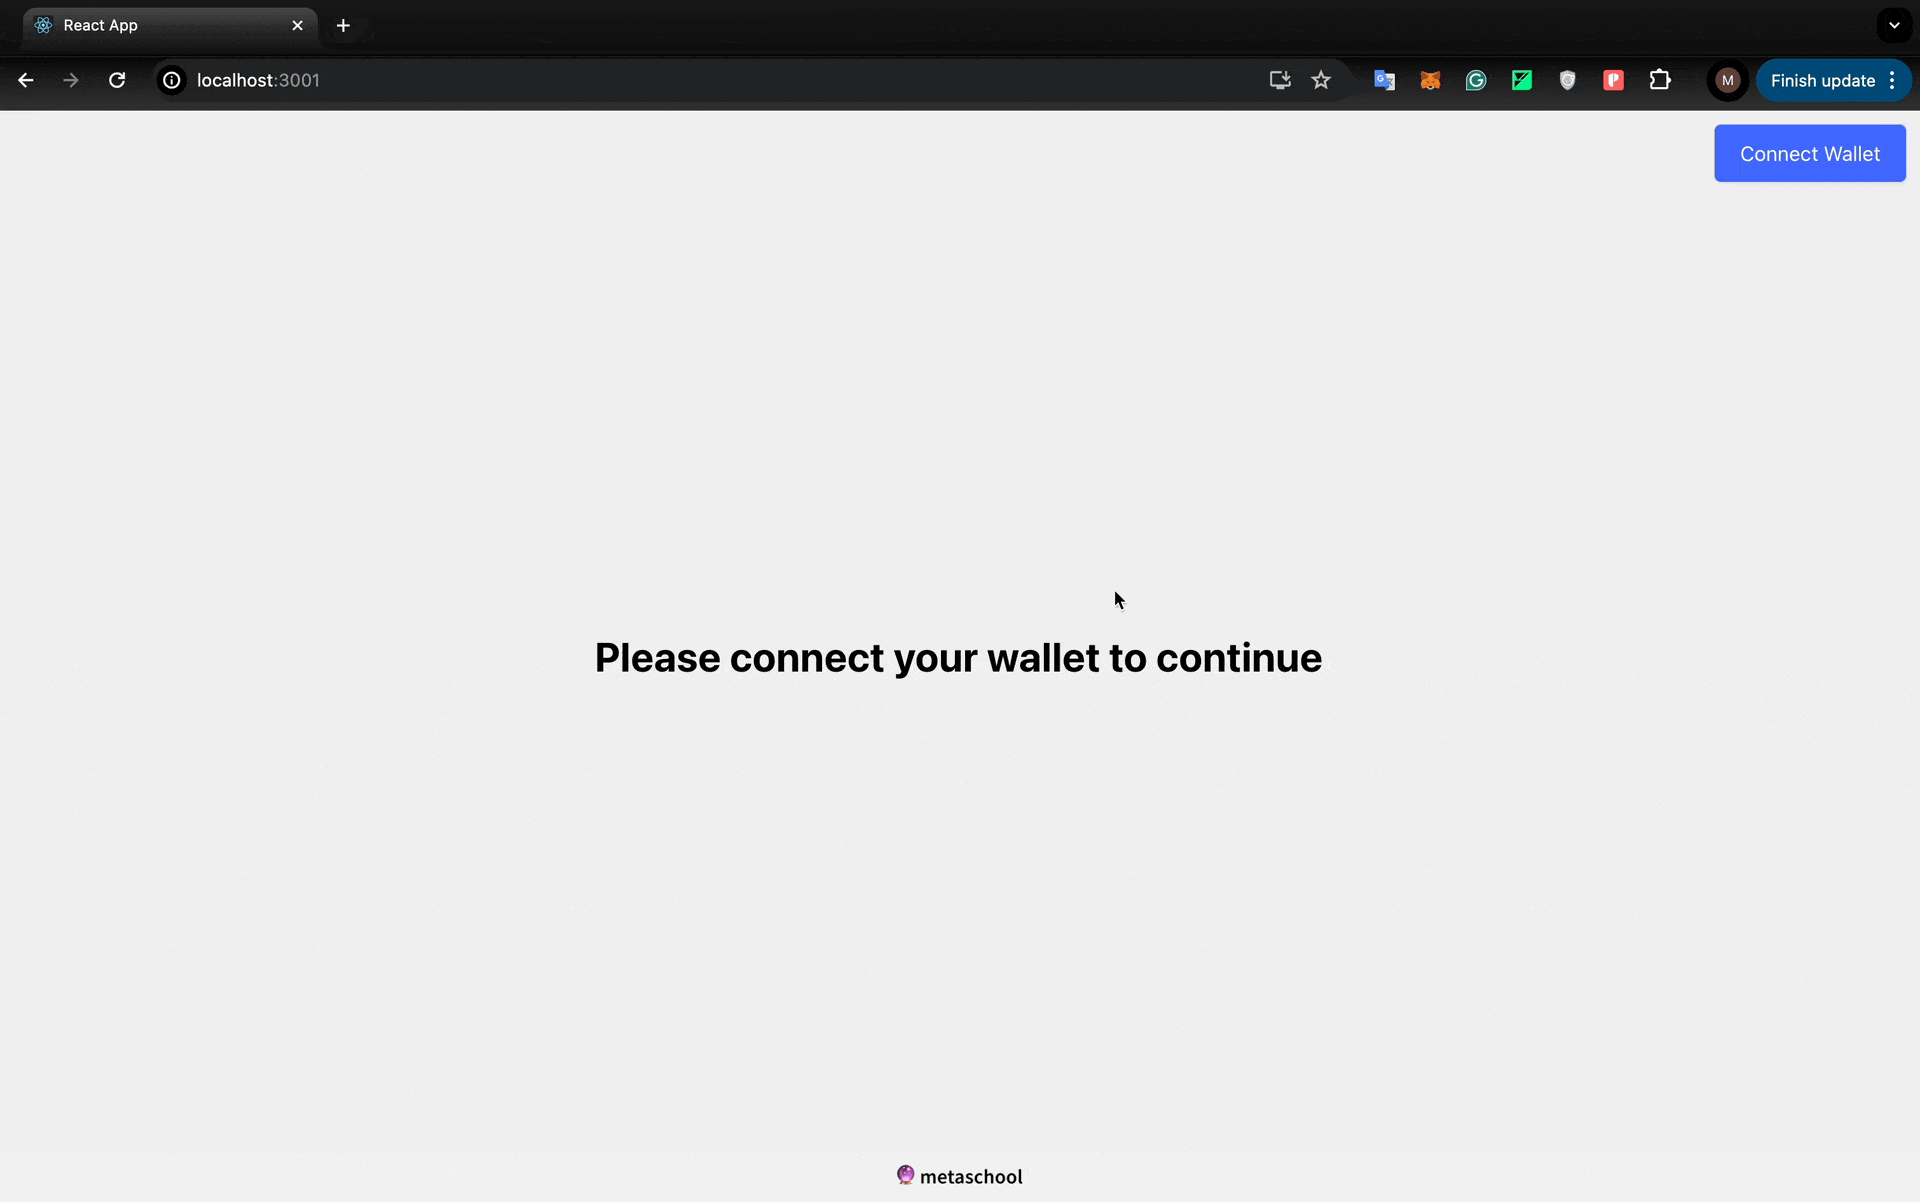 React App
localhost:3001
M
Finish update
Connect Wallet
Please connect your wallet to continue
metaschool